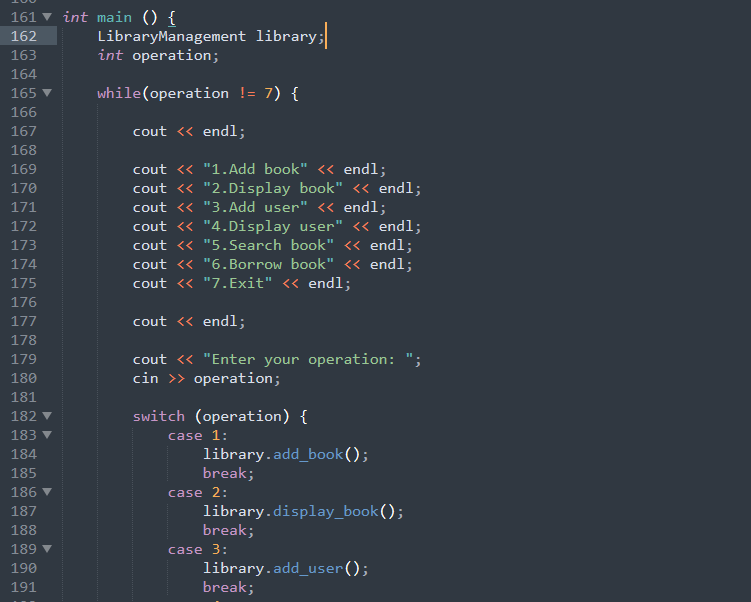 161 int main () {
162 LibraryManagement library;
163 int operation;
164
165 while(operation != 7) {
166
167 cout << endl;
168
169 cout << "1.Add book" << endl;
170 cout << "2.Display book" << endl;
171 cout << "3.Add user" << endl;
172 cout << "4.Display user" << endl;
173 cout << "5.Search book" << endl;
174 cout << "6.Borrow book" << endl;
175 cout << "7.Exit" << endl;
176
177 cout << endl;
178
179 cout << "Enter your operation: ";
180 cin >> operation;
181
182 switch (operation) {
183 case 1:
184 library.add_book();
185 break;
186 case 2:
187 library.display_book();
188 break;
189 case 3:
190 library.add_user();
191 break;